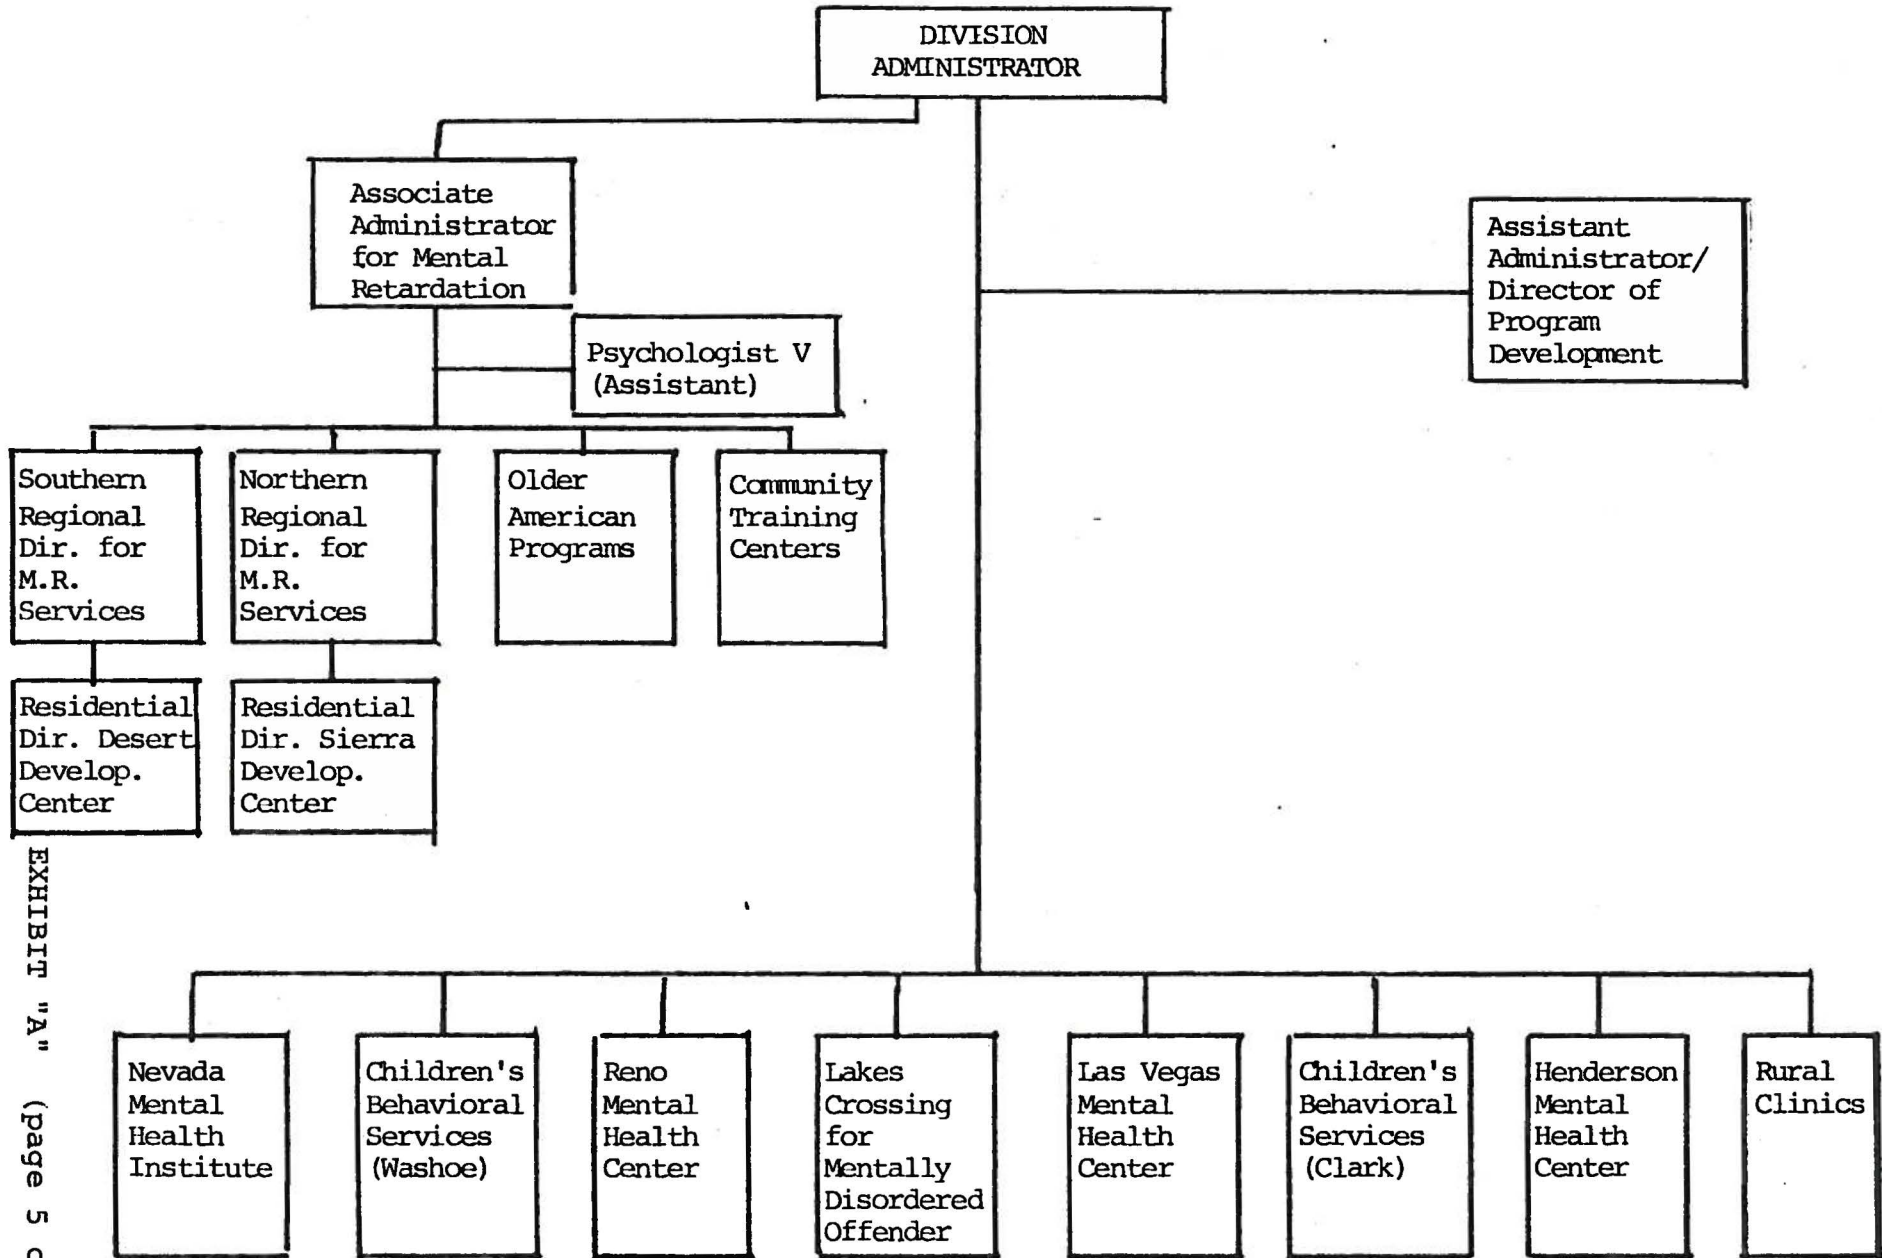 DIVISION
ADMINISTRATOR
Associate
Administrator
for Mental
Retardation
Assistant
Administrator/
Director of
Program
Development
Psychologist V
(Assistant)
Southern
Regional
Dir. for
M.R.
Services
Northern
Regional
Dir. for
M.R.
Services
Older
American
Programs
Community
Training
Centers
Residential
Dir. Desert
Develop.
Center
Residential
Dir. Sierra
Develop.
Center
Nevada
Mental
Health
Institute
Children's
Behavioral
Services
(Washoe)
Reno
Mental
Health
Center
Lakes
Crossing
for
Mentally
Disordered
Offender
Las Vegas
Mental
Health
Center
Children's
Behavioral
Services
(Clark)
Henderson
Mental
Health
Center
Rural
Clinics
EXHIBIT "A" (page 5